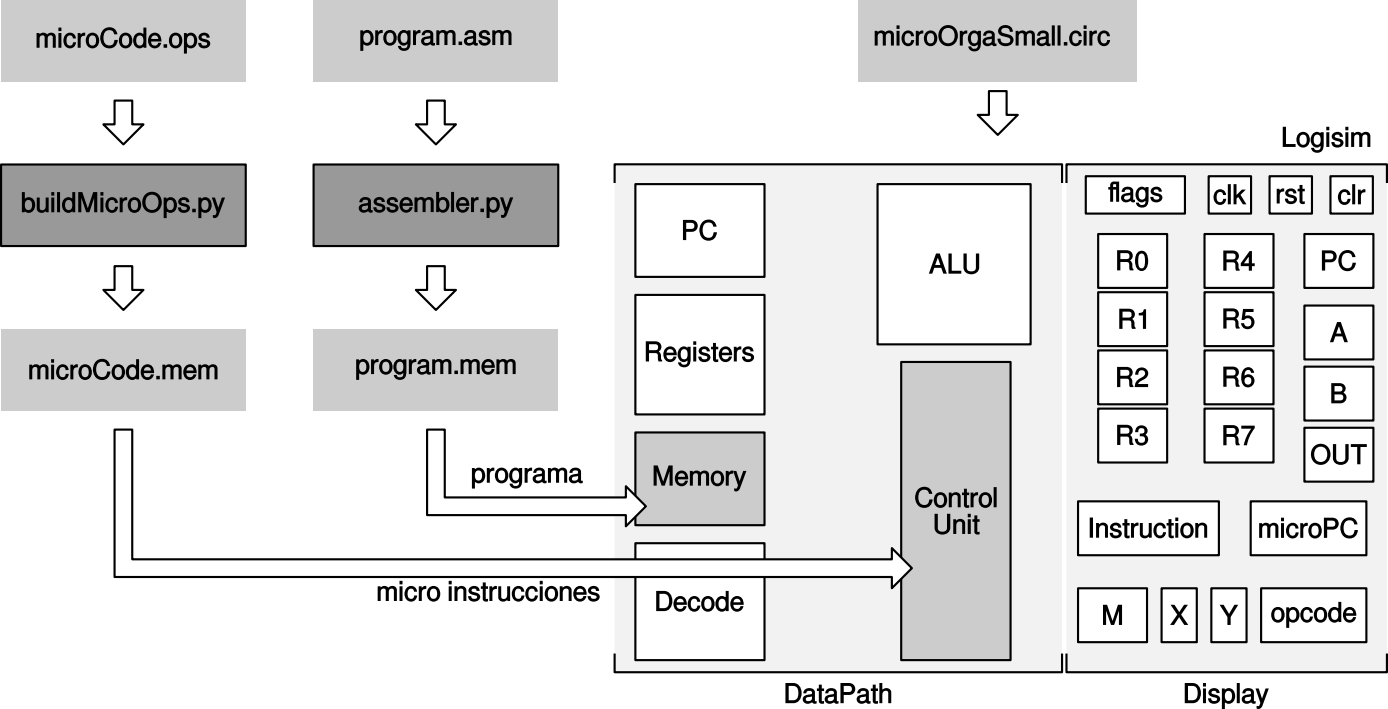 microCode.ops
program.asm
microOrgaSmall.circ
Logisim
buildMicroOps.py
assembler.py
microCode.mem
program.mem
programa
micro instrucciones
PC
ALU
Registers
Memory
Control
Unit
Decode
DataPath
flags
clk
rst
clr
R0
R4
PC
R1
R5
A
R2
R6
B
R3
R7
OUT
Instruction
microPC
M
X
Y
opcode
Display